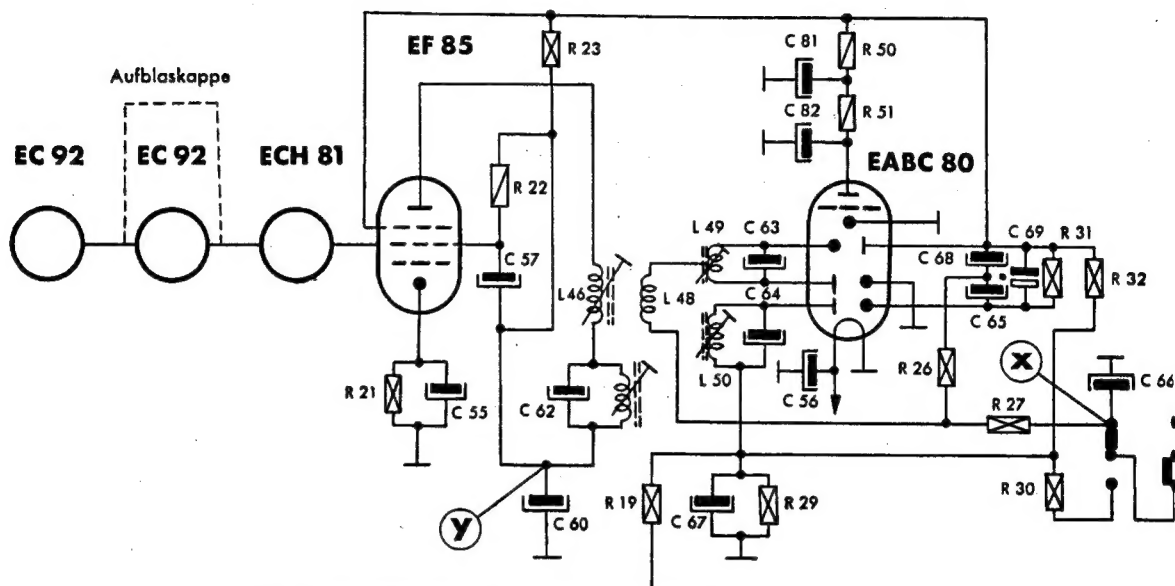 EF 85
R 23
C 81
R 50
Aufblaskappe
C 82
R 51
EC 92
EC 92
ECH 81
EABC 80
R 22
L 49
C 63
C 69
R 31
C 57
C 68
L 46
L 48
C 64
R 32
C 65
L 50
R 21
C 55
C 62
C 56
R 26
x
C 66
R 27
R 19
C 67
R 29
R 30
y
C 60